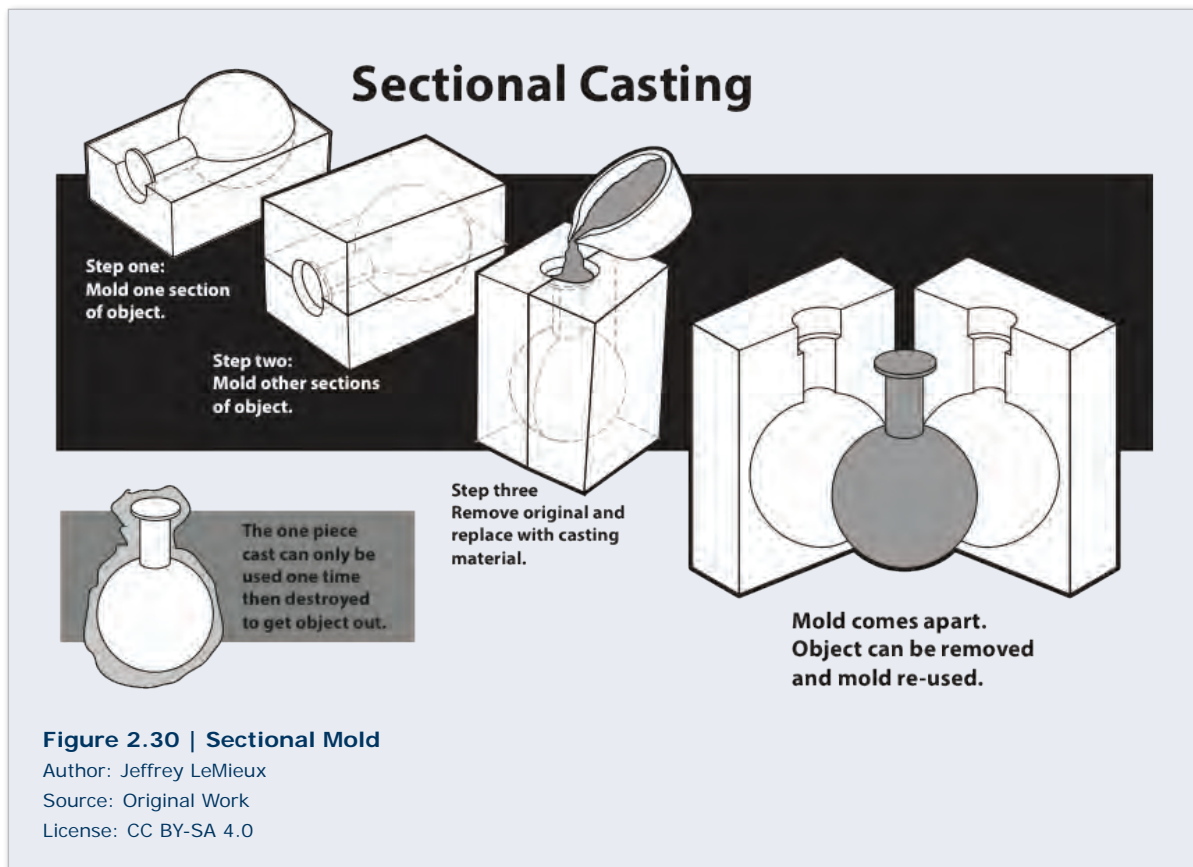 Sectional Casting
Step one:
Mold one section
of object.
Step two:
Mold other sections
of object.
Step three
Remove original and
replace with casting
material.
The one piece
cast can only be
used one time
then destroyed
to get object out.
Mold comes apart.
Object can be removed
and mold re-used.
Figure 2.30 | Sectional Mold
Author: Jeffrey LeMieux
Source: Original Work
License: CC BY-SA 4.0